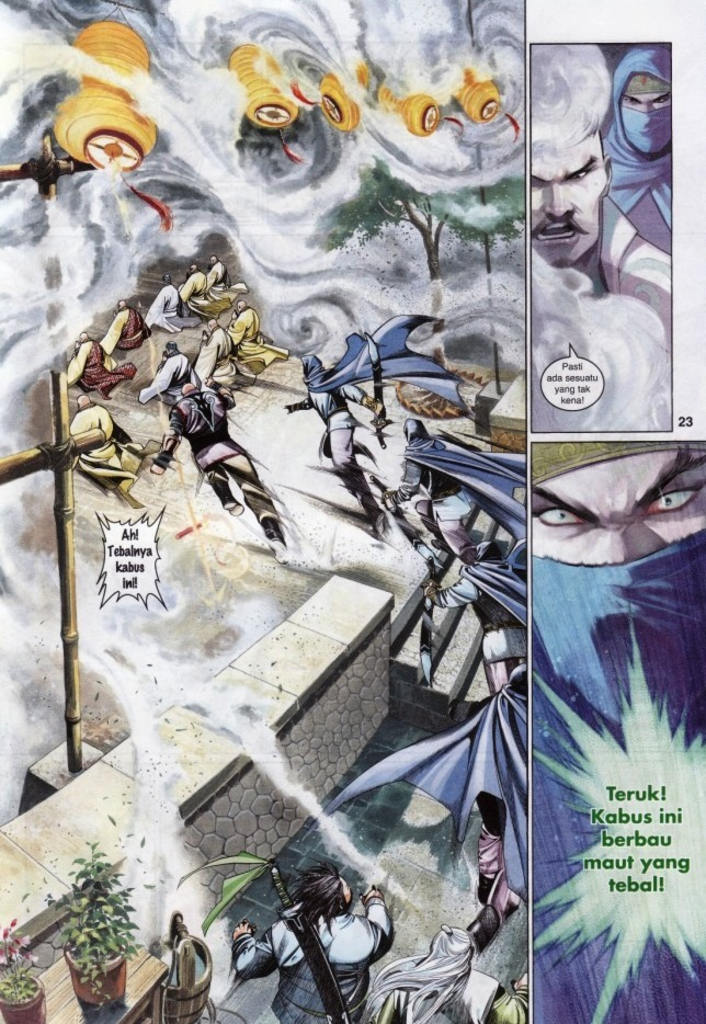 Ah!
Tebalnya
kabus
ini!
Pasti
ada sesuatu
yang tak
kena!
23
Teruk!
Kabus ini
berbau
maut yang
tebal!